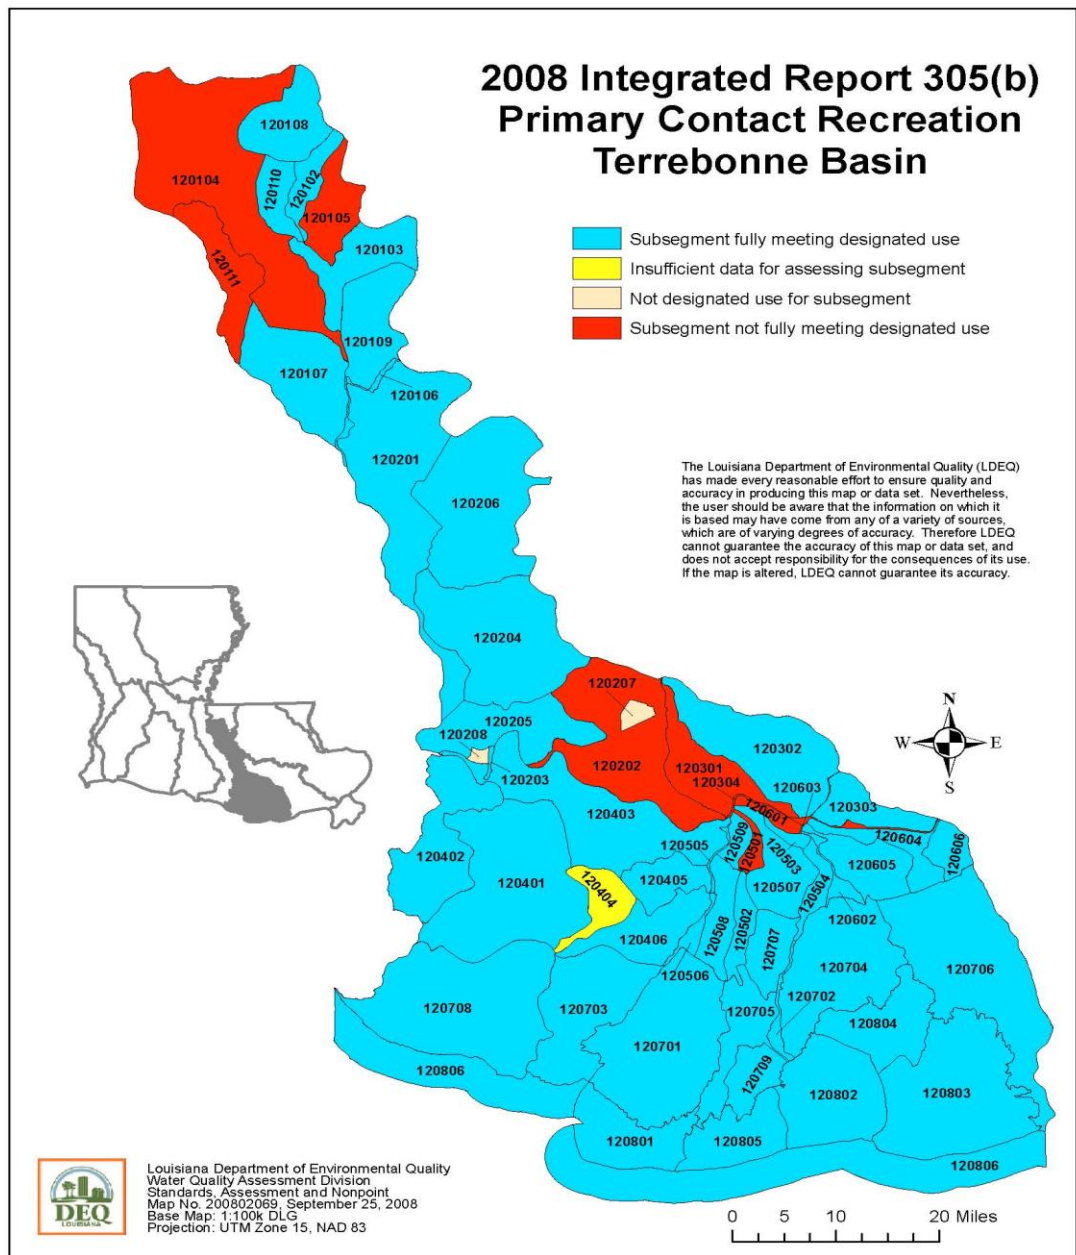 2008 Integrated Report 305(b)
Primary Contact Recreation
Terrebonne Basin
Subsegment fully meeting designated use
Insufficient data for assessing subsegment
Not designated use for subsegment
Subsegment not fully meeting designated use
The Louisiana Department of Environmental Quality (LDEQ)
has made every reasonable effort to ensure quality and
accuracy in producing this map or data set. Nevertheless,
the user should be aware that the information on which it
is based may have come from any of a variety of sources,
which are of varying degrees of accuracy. Therefore LDEQ
cannot guarantee the accuracy of this map or data set, and
does not accept responsibility for the consequences of its use.
If the map is altered, LDEQ cannot guarantee its accuracy.
120108
120104
120110
120102
120105
120103
120111
120109
120107
120106
120201
120206
120204
120207
120205
120208
120203
120202
120301
120304
120302
120603
120303
120601
120403
120509
120501
120503
120604
120606
120505
120605
120402
120401
120404
120405
120507
120504
120602
120406
120508
120502
120707
120506
120704
120706
120708
120703
120702
120705
120804
120701
120709
120806
120802
120803
120801
120805
120806
N
W
E
S
DEQ
LOUISIANA
Louisiana Department of Environmental Quality
Water Quality Assessment Division
Standards, Assessment and Nonpoint
Map No. 200802069, September 25, 2008
Base Map: 1:100k DLG
Projection: UTM Zone 15, NAD 83
0 5 10 20 Miles